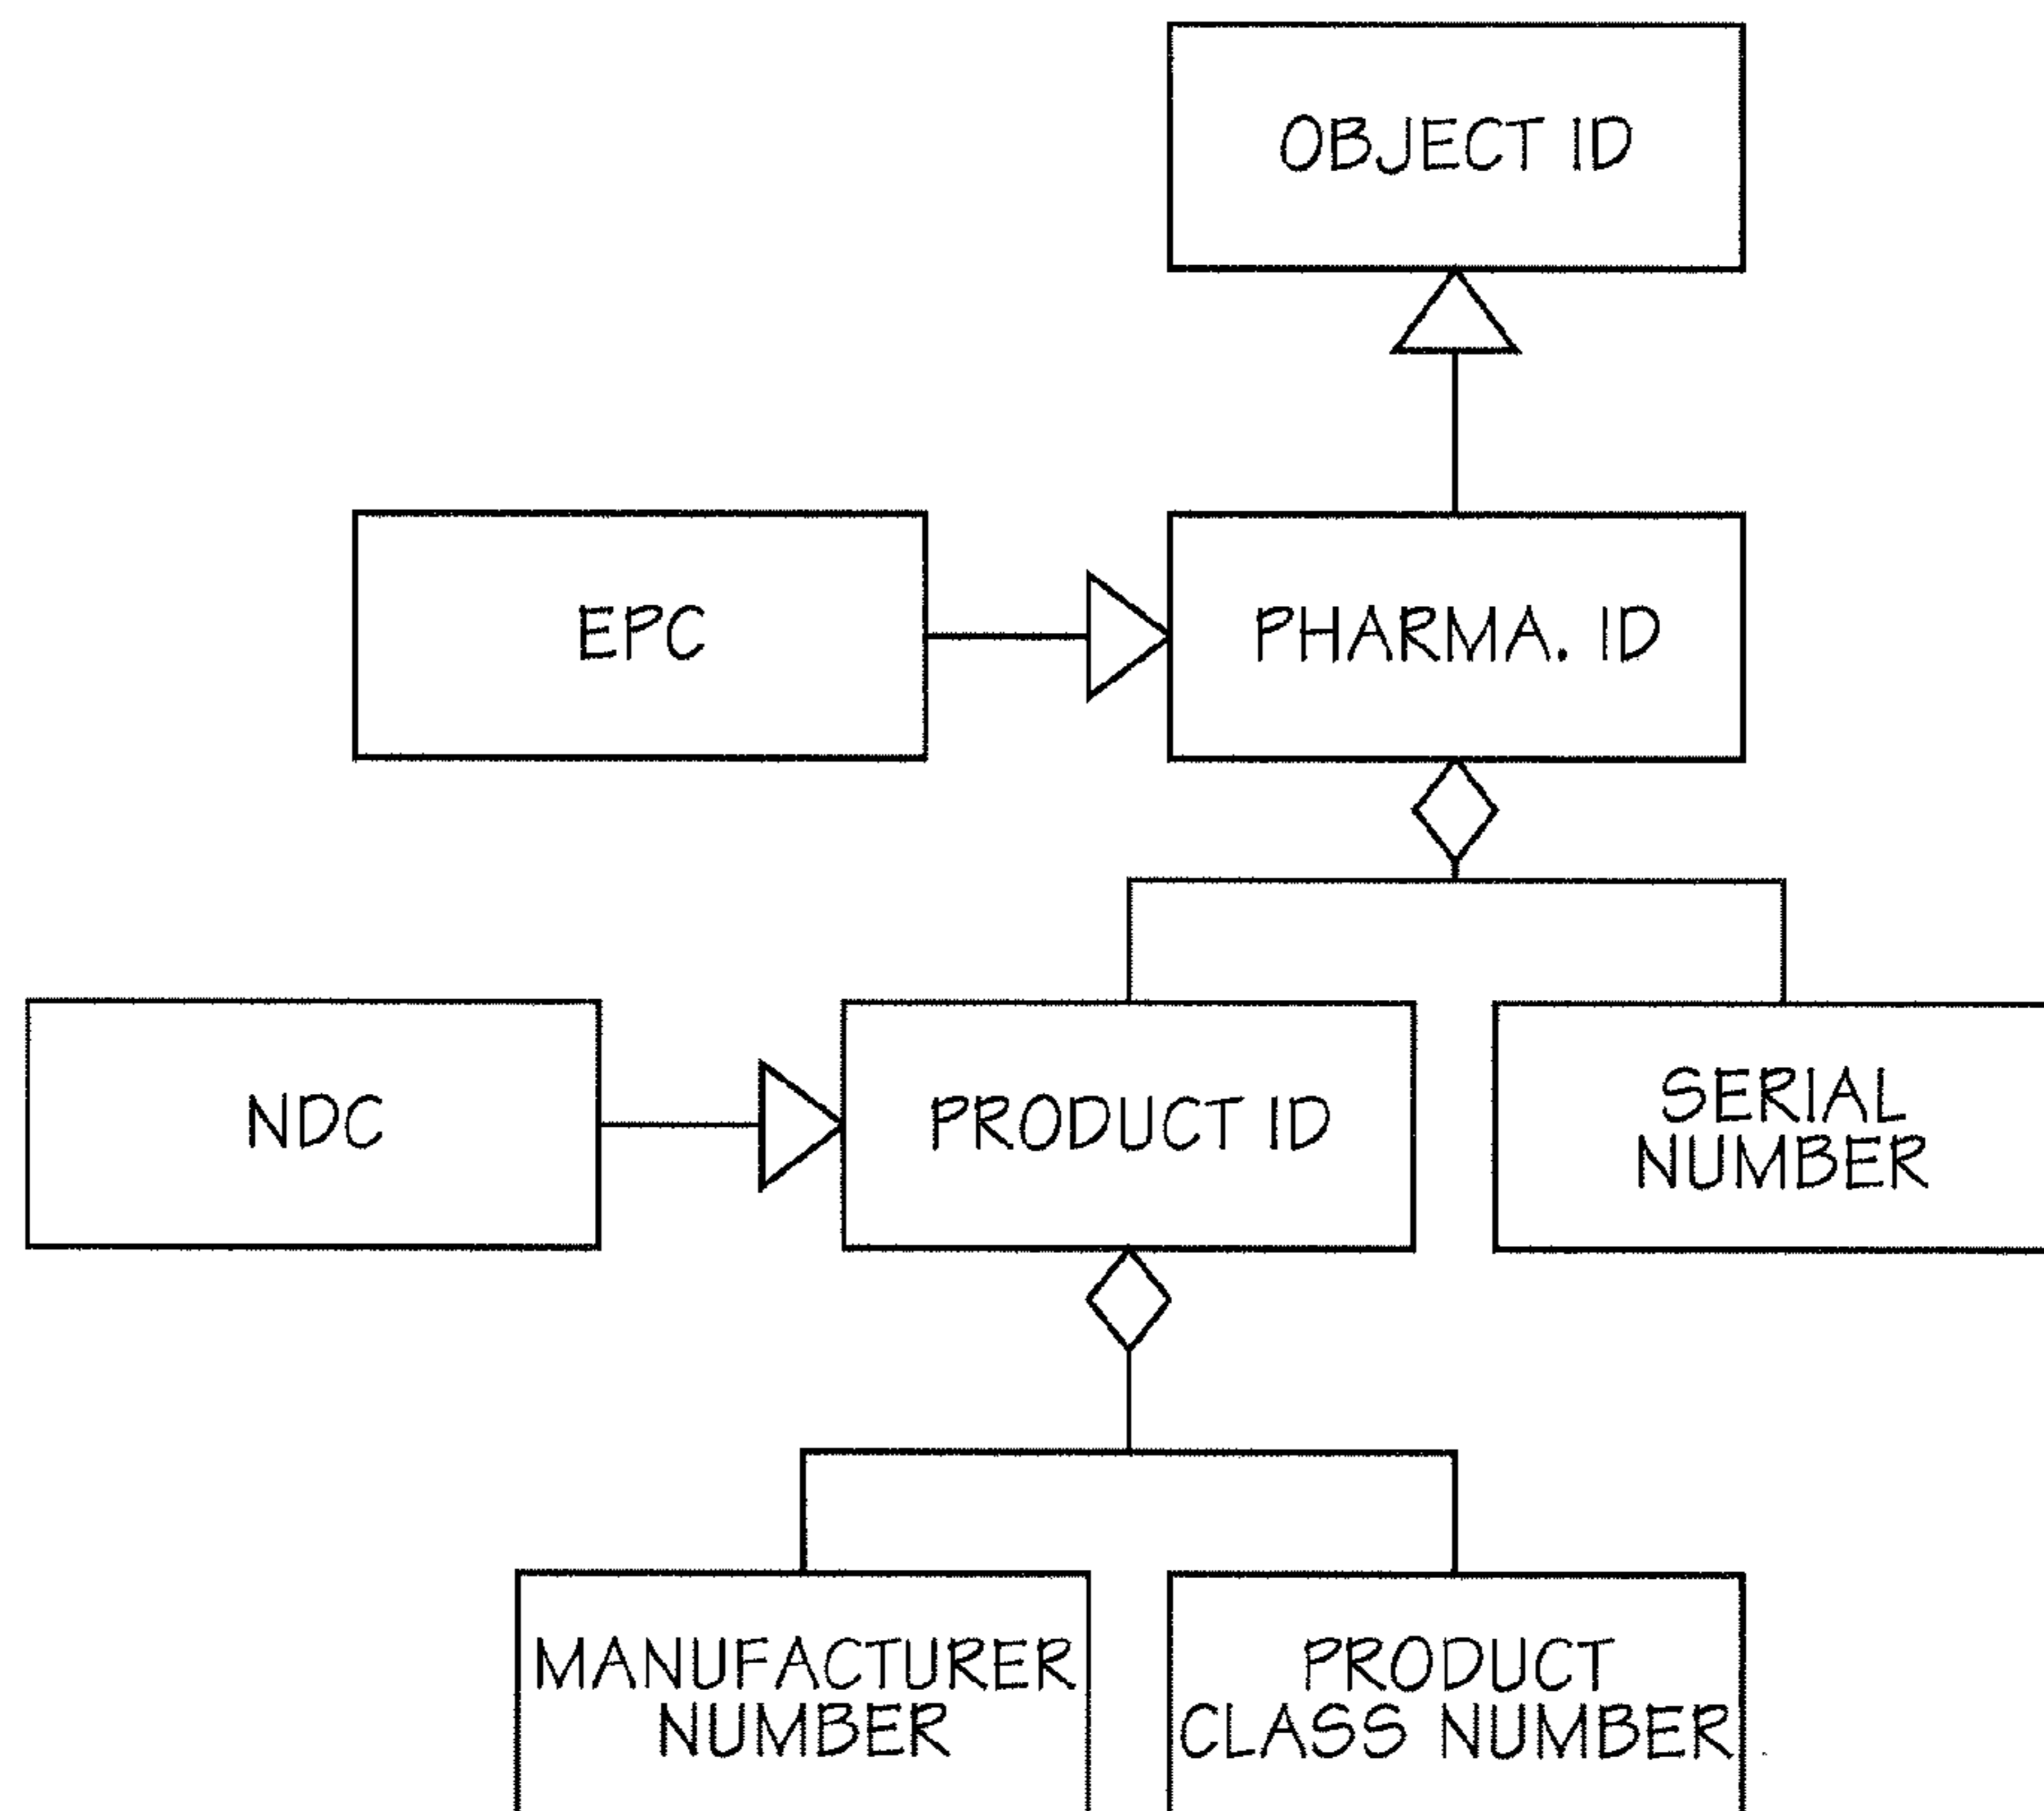 OBJECT ID
EPC
PHARMA. ID
NDC
PRODUCT ID
SERIAL
NUMBER
MANUFACTURER
NUMBER
PRODUCT
CLASS NUMBER